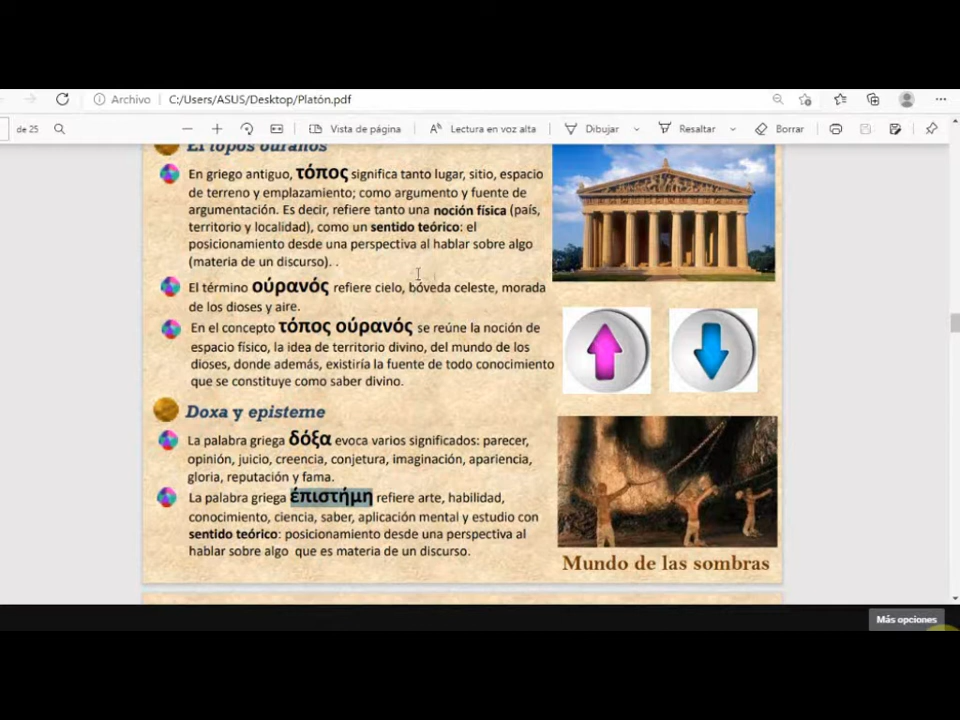 Archivo
C:/Users/ASUS/Desktop/Platón.pdf
de 25
Vista de página
Lectura en voz alta
Dibujar
Resaltar
Borrar
El topos ouranós
En griego antiguo, τόπος significa tanto lugar, sitio, espacio
de terreno y emplazamiento; como argumento y fuente de
argumentación. Es decir, refiere tanto una noción física (país,
territorio y localidad), como un sentido teórico: el
posicionamiento desde una perspectiva al hablar sobre algo
(materia de un discurso). .
El término ούρανός refiere cielo, bóveda celeste, morada
de los dioses y aire.
En el concepto τόπος ούρανός se reúne la noción de
espacio físico, la idea de territorio divino, del mundo de los
dioses, donde además, existiría la fuente de todo conocimiento
que se constituye como saber divino.
Doxa y episteme
La palabra griega δόξα evoca varios significados: parecer,
opinión, juicio, creencia, conjetura, imaginación, apariencia,
gloria, reputación y fama.
La palabra griega έπιστήμη refiere arte, habilidad,
conocimiento, ciencia, saber, aplicación mental y estudio con
sentido teórico: posicionamiento desde una perspectiva al
hablar sobre algo que es materia de un discurso.
Mundo de las sombras
Más opciones